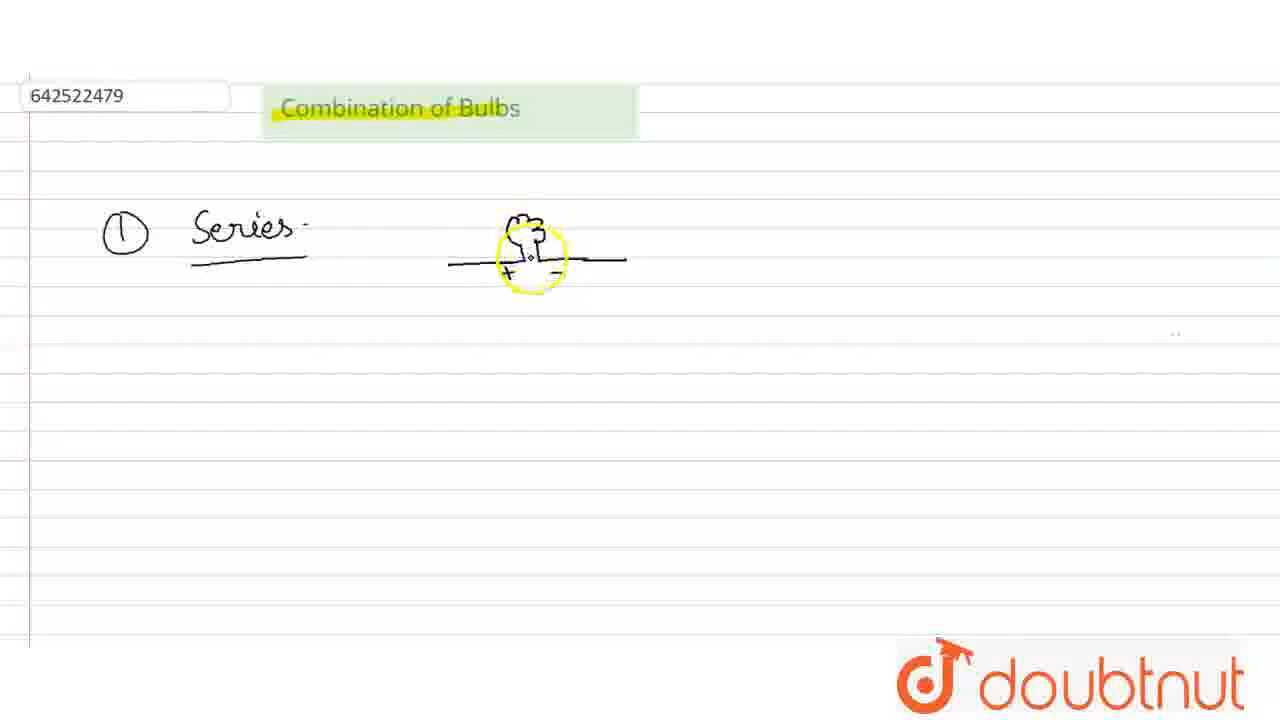 642522479
Combination of Bulbs
① Series
+ −
doubtnut